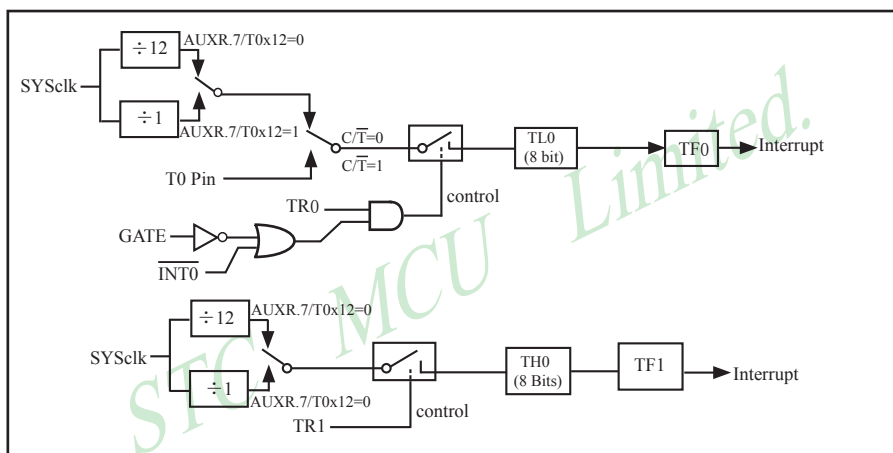 ÷12
AUXR.7/T0x12=0
SYSclk
÷1
AUXR.7/T0x12=1
C/T̅=0
C/T̅=1
T0 Pin
TL0
(8 bit)
TF0
Interrupt
control
TR0
GATE
I̅N̅T̅0̅
÷12
AUXR.7/T0x12=0
SYSclk
÷1
AUXR.7/T0x12=0
TH0
(8 Bits)
TF1
Interrupt
control
TR1
STC MCU Limited.